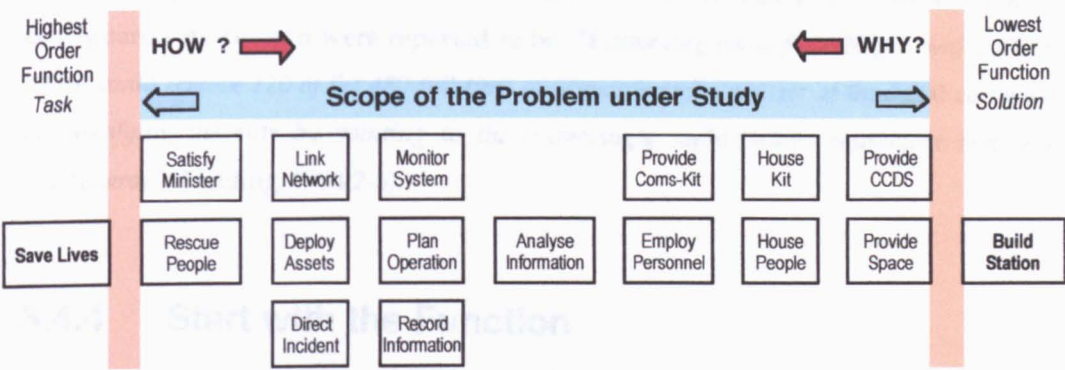 Highest
Order
Function
Task
HOW ?
WHY?
Lowest
Order
Function
Solution
Scope of the Problem under Study
Satisfy
Minister
Link
Network
Monitor
System
Provide
Coms-Kit
House
Kit
Provide
CCDS
Save Lives
Rescue
People
Deploy
Assets
Plan
Operation
Analyse
Information
Employ
Personnel
House
People
Provide
Space
Build
Station
Direct
Incident
Record
Information
Start with the Function